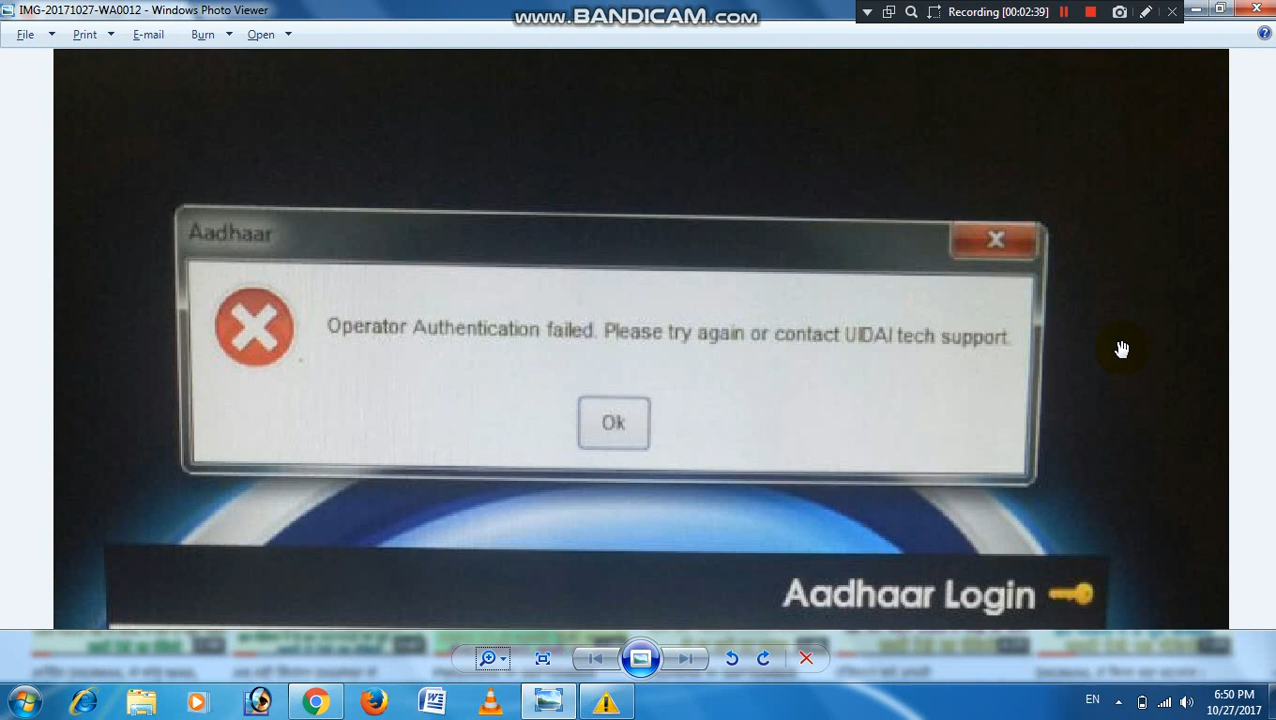 IMG-20171027-WA0012 - Windows Photo Viewer
www.BANDICAM.com
Recording [00:02:39]
File Print E-mail Burn Open
Aadhaar
Operator Authentication failed. Please try again or contact UIDAI tech support.
Ok
Aadhaar Login
EN
6:50 PM
10/27/2017